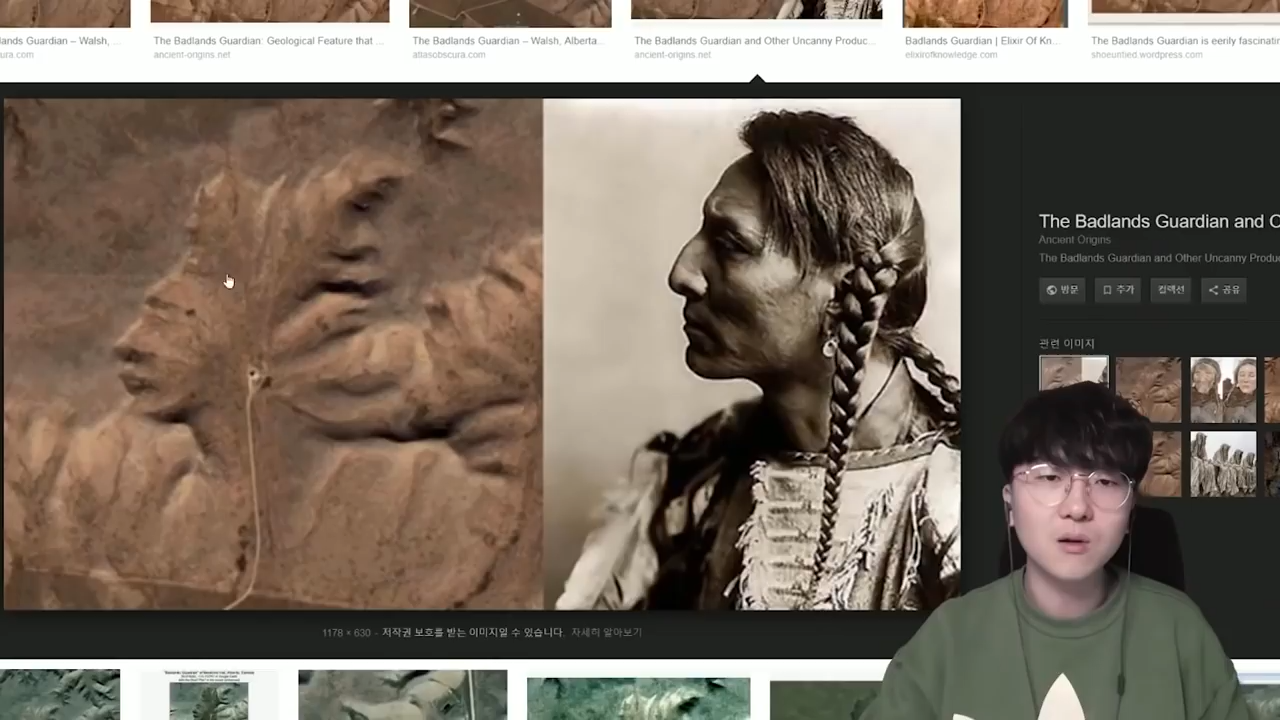 ands Guardian – Walsh, ...
The Badlands Guardian: Geological Feature that ...
The Badlands Guardian – Walsh, Alberta...
The Badlands Guardian and Other Uncanny Produc...
Badlands Guardian | Elixir Of Kn...
The Badlands Guardian is eerily fascinatin
ura.com
ancient-origins.net
atlasobscura.com
ancient-origins.net
elixirofknowledge.com
shoeuntied.wordpress.com
The Badlands Guardian and O
Ancient Origins
The Badlands Guardian and Other Uncanny Produ
방문
추가
컬렉션
공유
관련 이미지
1178 × 630 - 저작권 보호를 받는 이미지일 수 있습니다. 자세히 알아보기